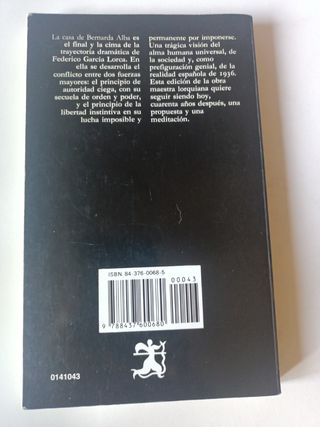 La casa de Bernarda Alba es
el final y la cima de la
trayectoria dramática de
Federico García Lorca. En
ella se desarrolla el
conflicto entre dos fuerzas
mayores: el principio de
autoridad ciega, con su
secuela de orden y poder,
y el principio de la
libertad instintiva en
su lucha imposible y
permanente por imponerse.
Una trágica visión del
alma humana universal, de
la sociedad y, como
prefiguración genial, de la
realidad española de 1936.
Esta edición de la obra
maestra lorquiana quiere
seguir siendo hoy,
cuarenta años después, una
propuesta y una
meditación.
ISBN 84-376-0068-5
00043
9 788437 600680
0141043